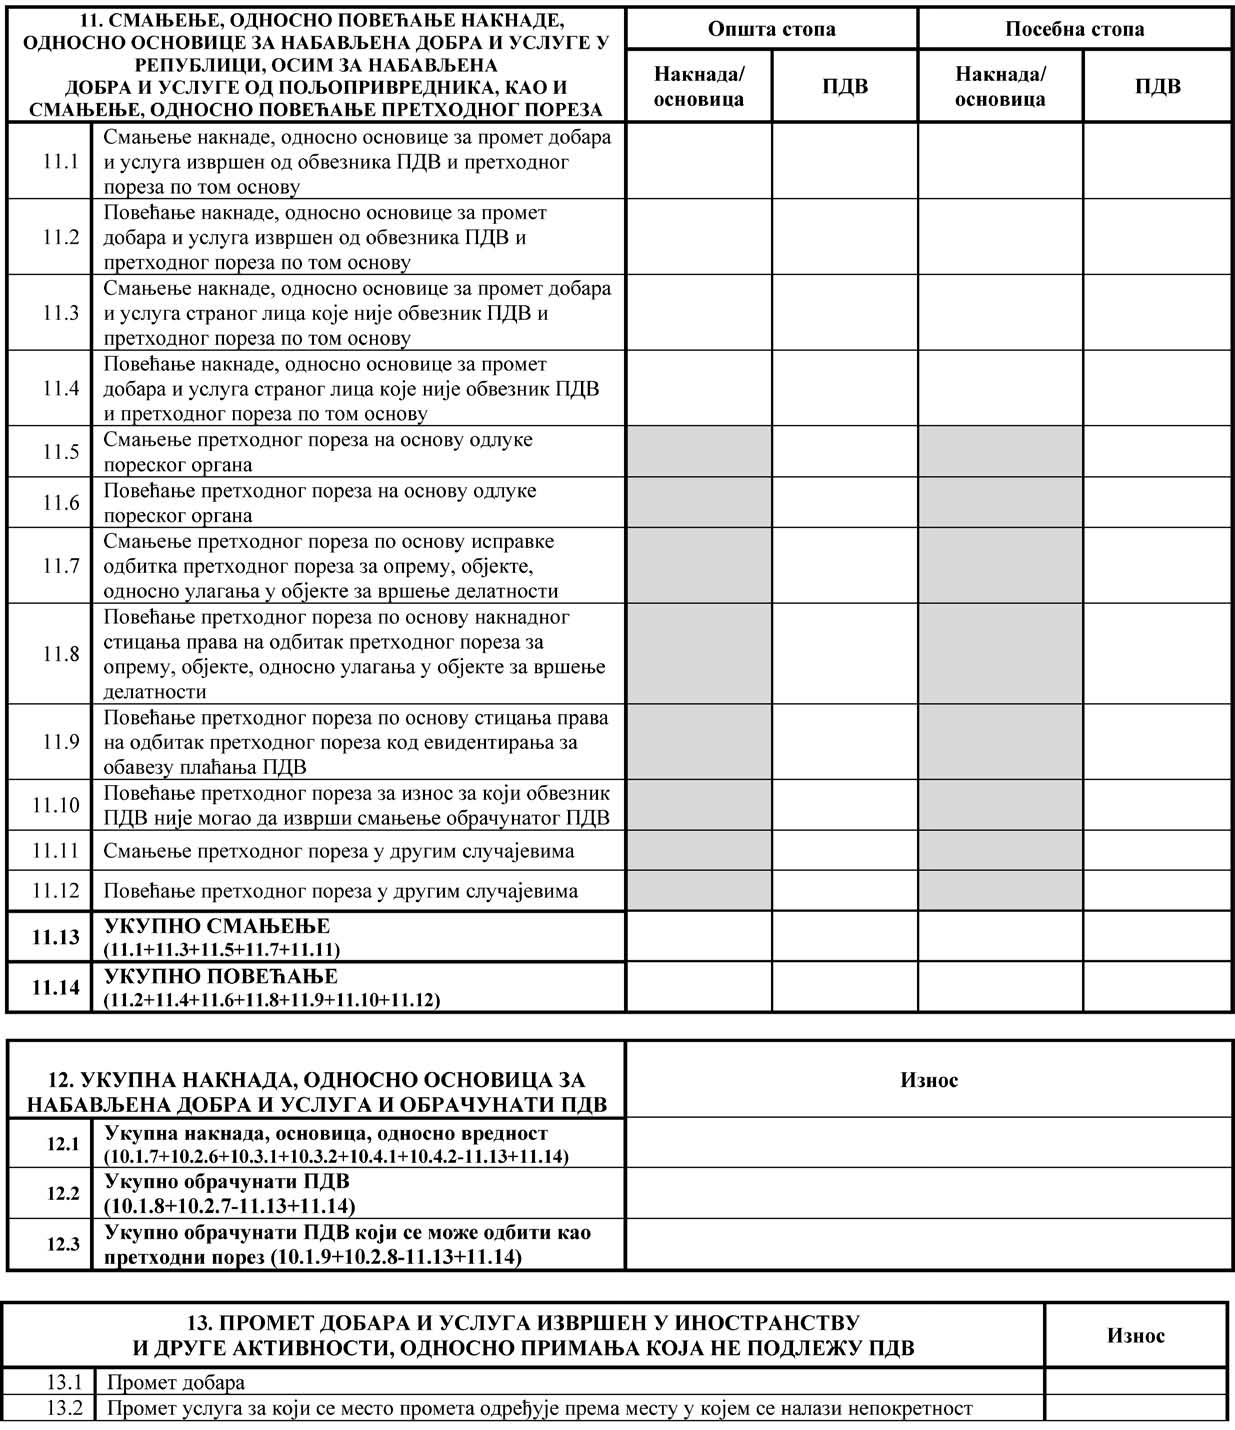 11. СМАЊЕЊЕ, ОДНОСНО ПОВЕЋАЊЕ НАКНАДЕ,
ОДНОСНО ОСНОВИЦЕ ЗА НАБАВЉЕНА ДОБРА И УСЛУГЕ У
РЕПУБЛИЦИ, ОСИМ ЗА НАБАВЉЕНА
ДОБРА И УСЛУГЕ ОД ПОЉОПРИВРЕДНИКА, КАО И
СМАЊЕЊЕ, ОДНОСНО ПОВЕЋАЊЕ ПРЕТХОДНОГ ПОРЕЗА
Општа стопа
Посебна стопа
Накнада/
основица
ПДВ
Накнада/
основица
ПДВ
11.1
Смањење накнаде, односно основице за промет добара
и услуга извршен од обвезника ПДВ и претходног
пореза по том основу
11.2
Повећање накнаде, односно основице за промет
добара и услуга извршен од обвезника ПДВ и
претходног пореза по том основу
11.3
Смањење накнаде, односно основице за промет добара
и услуга страног лица које није обвезник ПДВ и
претходног пореза по том основу
11.4
Повећање накнаде, односно основице за промет
добара и услуга страног лица које није обвезник ПДВ
и претходног пореза по том основу
11.5
Смањење претходног пореза на основу одлуке
пореског органа
11.6
Повећање претходног пореза на основу одлуке
пореског органа
11.7
Смањење претходног пореза по основу исправке
одбитка претходног пореза за опрему, објекте,
односно улагања у објекте за вршење делатности
11.8
Повећање претходног пореза по основу накнадног
стицања права на одбитак претходног пореза за
опрему, објекте, односно улагања у објекте за вршење
делатности
11.9
Повећање претходног пореза по основу стицања права
на одбитак претходног пореза код евидентирања за
обавезу плаћања ПДВ
11.10
Повећање претходног пореза за износ за који обвезник
ПДВ није могао да изврши смањење обрачунатог ПДВ
11.11
Смањење претходног пореза у другим случајевима
11.12
Повећање претходног пореза у другим случајевима
11.13
УКУПНО СМАЊЕЊЕ
(11.1+11.3+11.5+11.7+11.11)
11.14
УКУПНО ПОВЕЋАЊЕ
(11.2+11.4+11.6+11.8+11.9+11.10+11.12)
12. УКУПНА НАКНАДА, ОДНОСНО ОСНОВИЦА ЗА
НАБАВЉЕНА ДОБРА И УСЛУГА И ОБРАЧУНАТИ ПДВ
Износ
12.1
Укупна накнада, основица, односно вредност
(10.1.7+10.2.6+10.3.1+10.3.2+10.4.1+10.4.2-11.13+11.14)
12.2
Укупно обрачунати ПДВ
(10.1.8+10.2.7-11.13+11.14)
12.3
Укупно обрачунати ПДВ који се може одбити као
претходни порез (10.1.9+10.2.8-11.13+11.14)
13. ПРОМЕТ ДОБАРА И УСЛУГА ИЗВРШЕН У ИНОСТРАНСТВУ
И ДРУГЕ АКТИВНОСТИ, ОДНОСНО ПРИМАЊА КОЈА НЕ ПОДЛЕЖУ ПДВ
Износ
13.1
Промет добара
13.2
Промет услуга за који се место промета одређује према месту у којем се налази непокретност